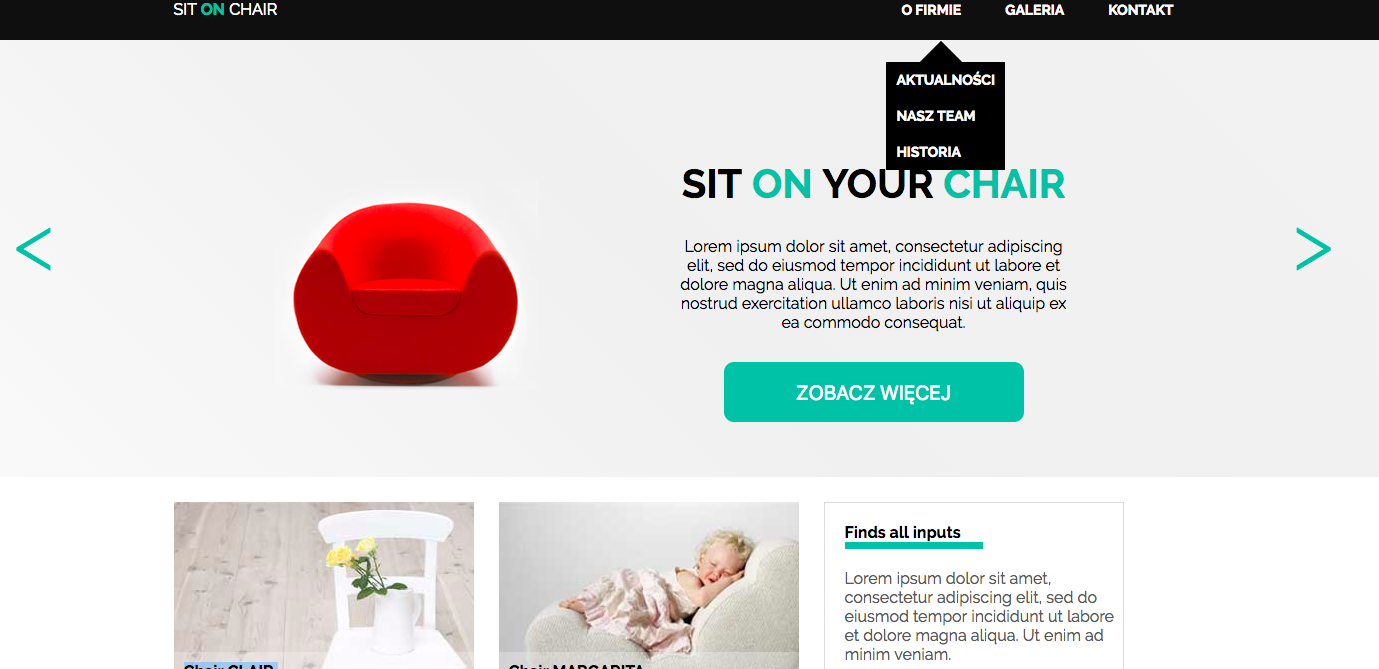 SIT ON CHAIR
O FIRMIE
GALERIA
KONTAKT
AKTUALNOŚCI
NASZ TEAM
HISTORIA
SIT ON YOUR CHAIR
Lorem ipsum dolor sit amet, consectetur adipiscing
elit, sed do eiusmod tempor incididunt ut labore et
dolore magna aliqua. Ut enim ad minim veniam, quis
nostrud exercitation ullamco laboris nisi ut aliquip ex
ea commodo consequat.
ZOBACZ WIĘCEJ
<
>
Chair CLAIR
Chair MARGARITA
Finds all inputs
Lorem ipsum dolor sit amet,
consectetur adipiscing elit, sed do
eiusmod tempor incididunt ut labore
et dolore magna aliqua. Ut enim ad
minim veniam.